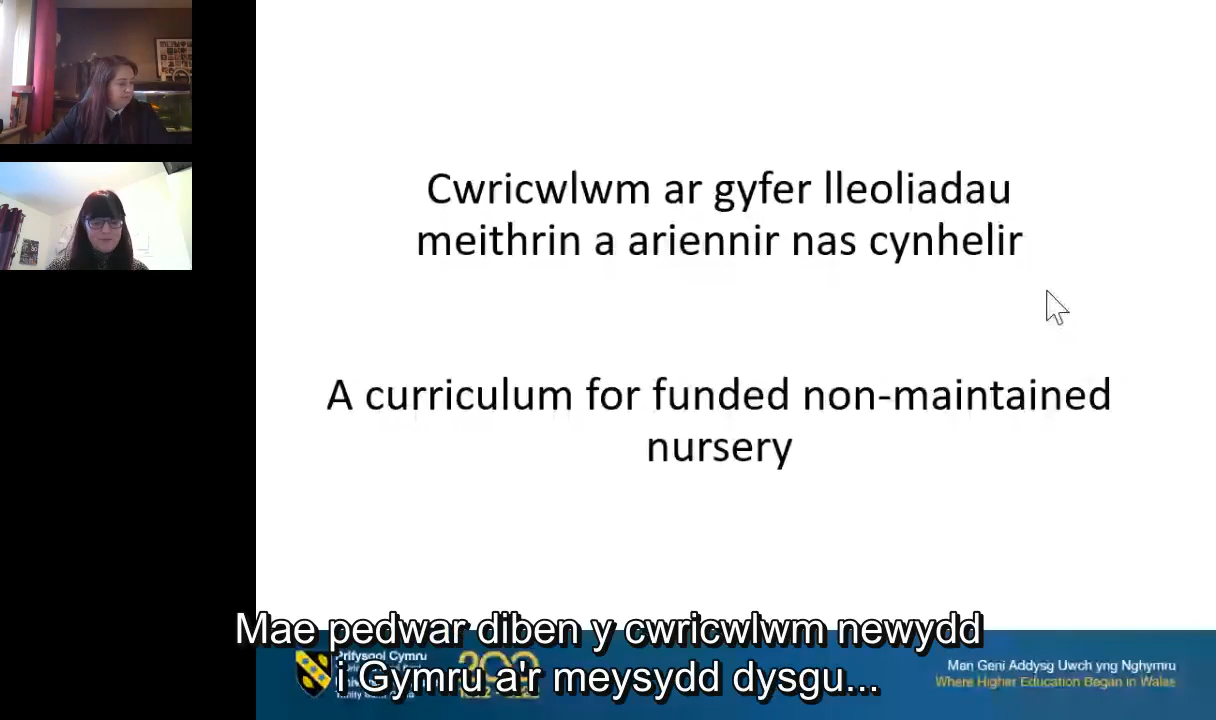 Cwricwlwm ar gyfer lleoliadau
meithrin a ariennir nas cynhelir
A curriculum for funded non-maintained
nursery
Mae pedwar diben y cwricwlwm newydd
i Gymru a'r meysydd dysgu...
Prifysgol Cymru
Man Geni Addysg Uwch yng Nghymru
Where Higher Education Began in Wales